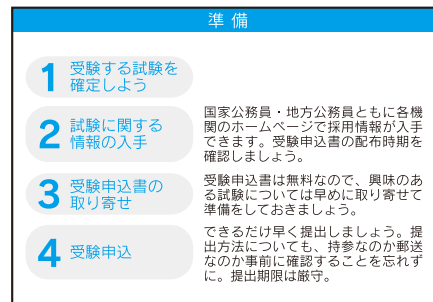 準備
1 受験する試験を
確定しよう
2 試験に関する
情報の入手
国家公務員・地方公務員ともに各機
関のホームページで採用情報が入手
できます。受験申込書の配布時期を
確認しましょう。
3 受験申込書の
取り寄せ
受験申込書は無料なので、興味のあ
る試験については早めに取り寄せて
準備をしておきましょう。
4 受験申込
できるだけ早く提出しましょう。提
出方法についても、持参なのか郵送
なのか事前に確認することを忘れず
に。提出期限は厳守。